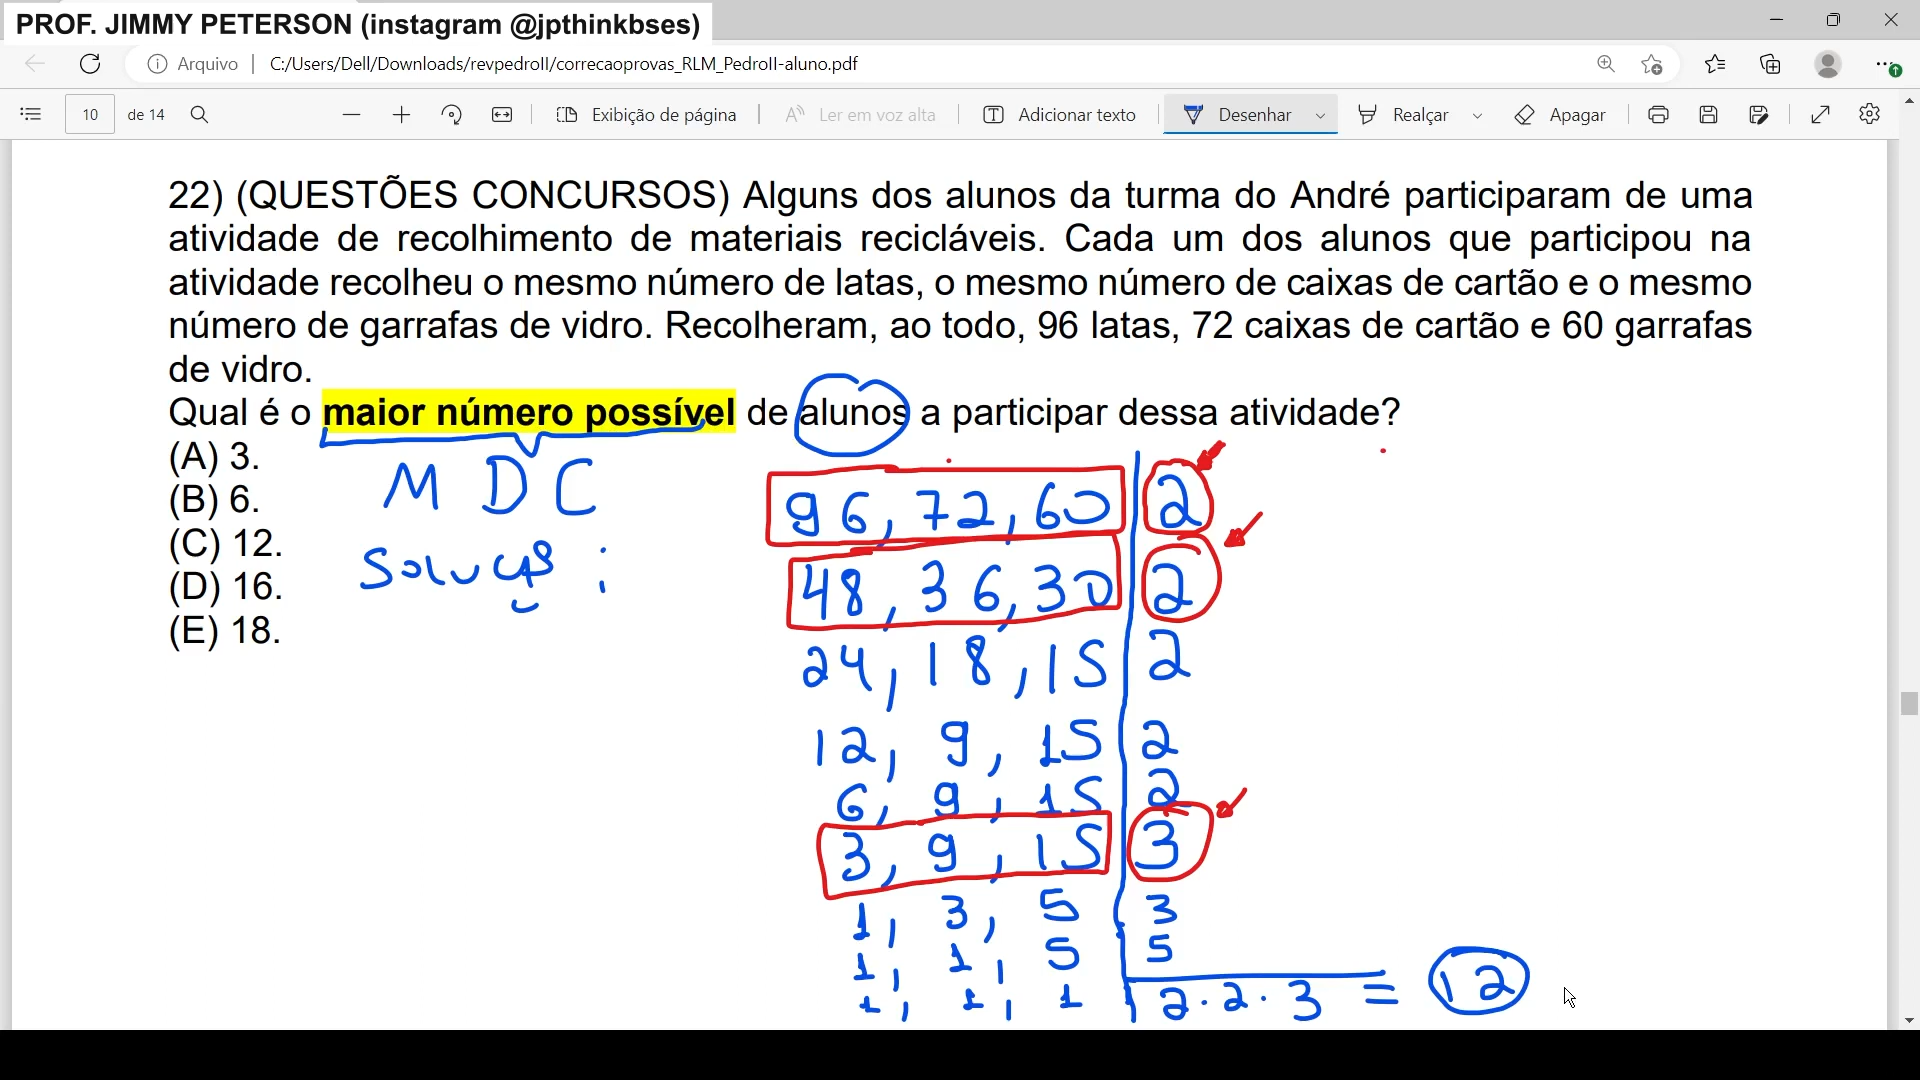 PROF. JIMMY PETERSON (instagram @jpthinkbses)
Arquivo | C:/Users/Dell/Downloads/revpedroII/correcaoprovas_RLM_PedroII-aluno.pdf
10 de 14 Exibição de página Ler em voz alta Adicionar texto Desenhar Realçar Apagar
22) (QUESTÕES CONCURSOS) Alguns dos alunos da turma do André participaram de uma
atividade de recolhimento de materiais recicláveis. Cada um dos alunos que participou na
atividade recolheu o mesmo número de latas, o mesmo número de caixas de cartão e o mesmo
número de garrafas de vidro. Recolheram, ao todo, 96 latas, 72 caixas de cartão e 60 garrafas
de vidro.
Qual é o maior número possível de alunos a participar dessa atividade?
(A) 3.
(B) 6.
(C) 12.
(D) 16.
(E) 18.
M D C
Solução:
96, 72, 60 | 2
48, 36, 30 | 2
24, 18, 15 | 2
12, 9, 15 | 2
6, 9, 15 | 2
3, 9, 15 | 3
1, 3, 5 | 3
1, 1, 5 | 5
1, 1, 1 | 2·2·3 = 12